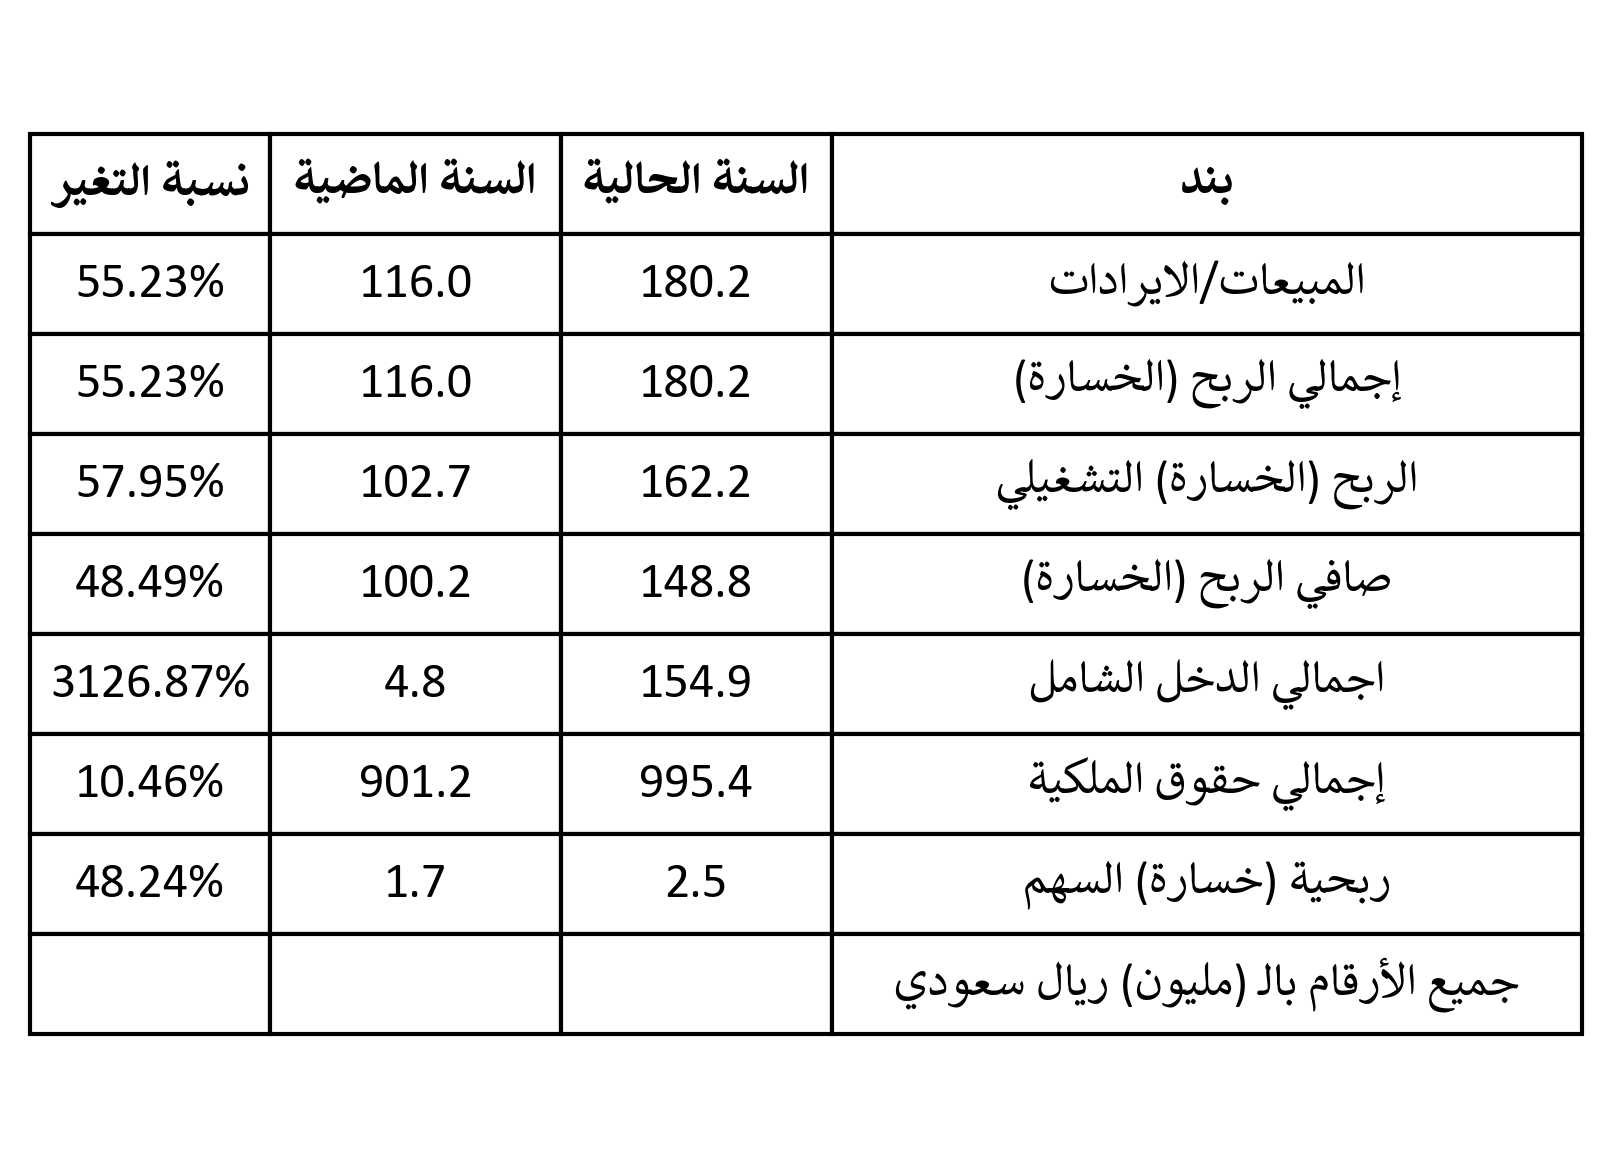 بند السنة الحالية السنة الماضية نسبة التغير
المبيعات/الايرادات 180.2 116.0 55.23%
إجمالي الربح (الخسارة) 180.2 116.0 55.23%
الربح (الخسارة) التشغيلي 162.2 102.7 57.95%
صافي الربح (الخسارة) 148.8 100.2 48.49%
اجمالي الدخل الشامل 154.9 4.8 3126.87%
إجمالي حقوق الملكية 995.4 901.2 10.46%
ربحية (خسارة) السهم 2.5 1.7 48.24%
جميع الأرقام بالـ (مليون) ريال سعودي